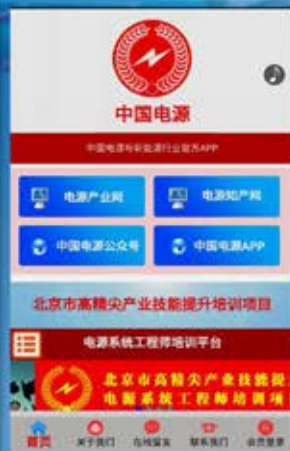 中国电源
中国电源与新能源行业官方APP
电源产业网
电源知产网
中国电源公众号
中国电源APP
北京市高精尖产业技能提升培训项目
电源系统工程师培训平台
北京市高精尖产业技能提
电源系统工程师培训项
首页
关于我们
在线留言
联系我们
会员登录